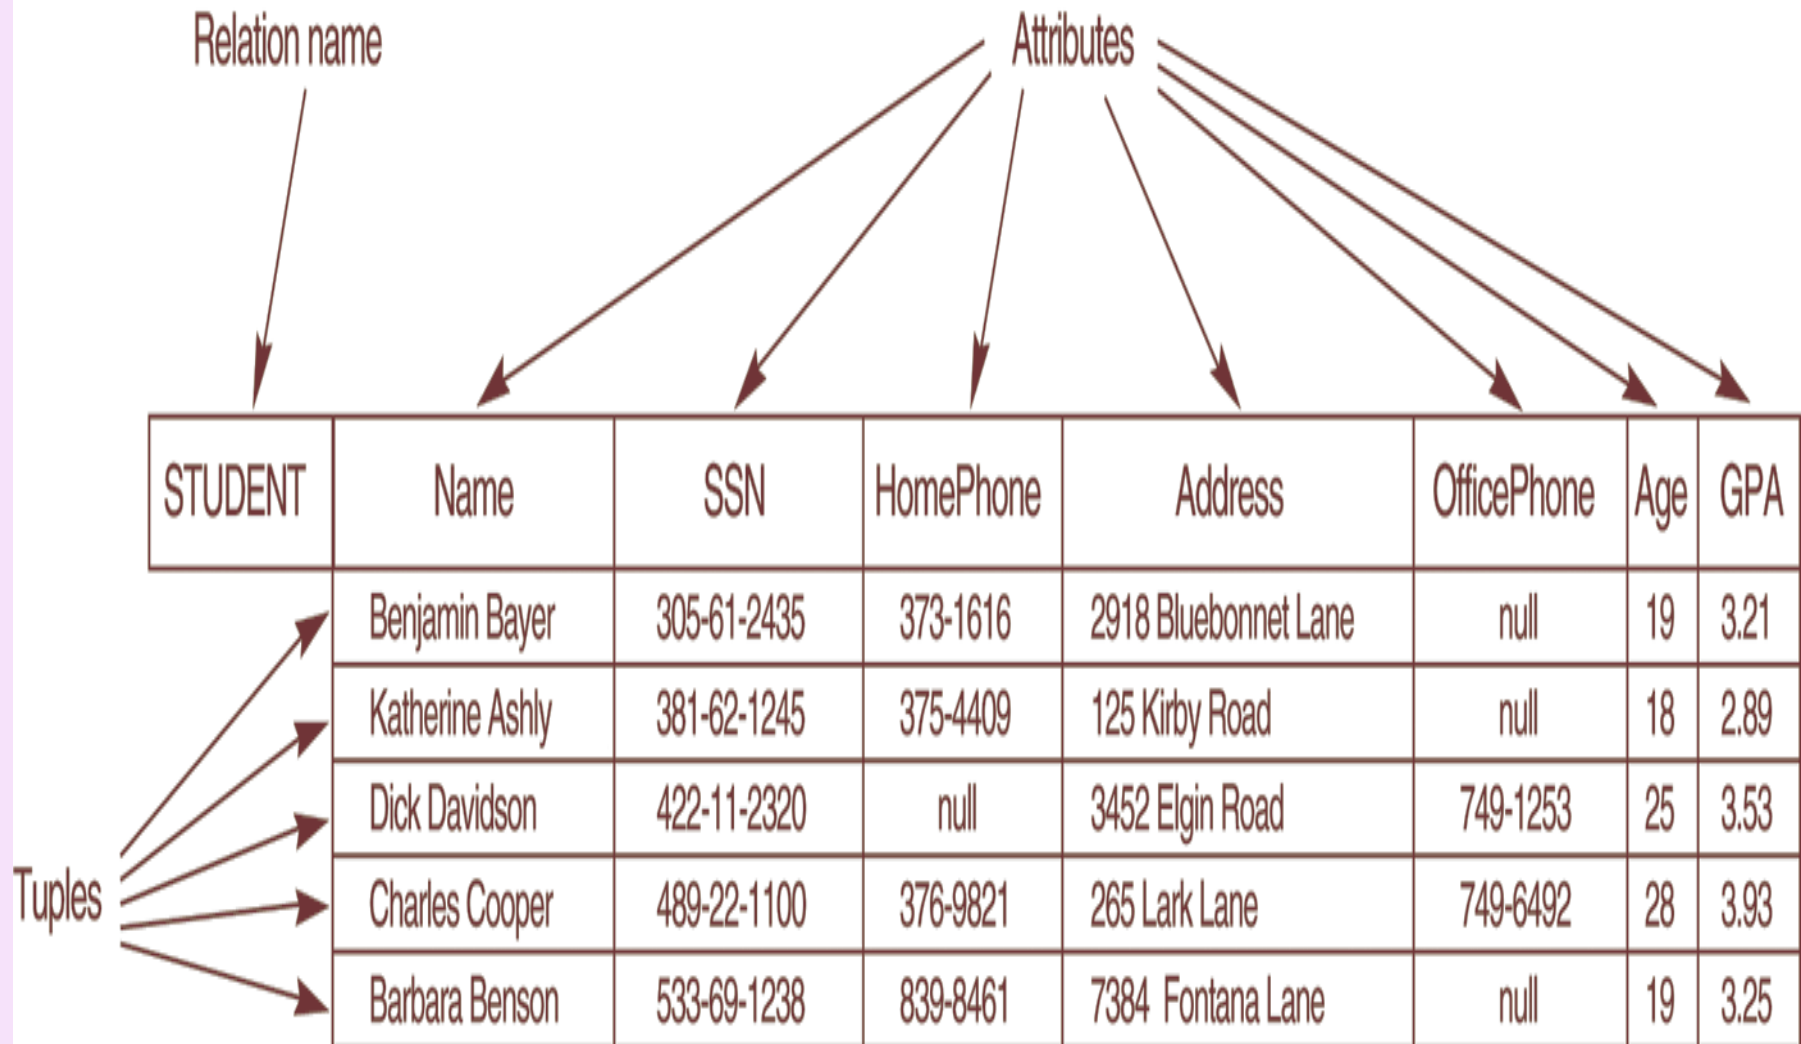 Relation name Attributes
STUDENT Name SSN HomePhone Address OfficePhone Age GPA
Benjamin Bayer 305-61-2435 373-1616 2918 Bluebonnet Lane null 19 3.21
Katherine Ashly 381-62-1245 375-4409 125 Kirby Road null 18 2.89
Dick Davidson 422-11-2320 null 3452 Elgin Road 749-1253 25 3.53
Tuples Charles Cooper 489-22-1100 376-9821 265 Lark Lane 749-6492 28 3.93
Barbara Benson 533-69-1238 839-8461 7384 Fontana Lane null 19 3.25